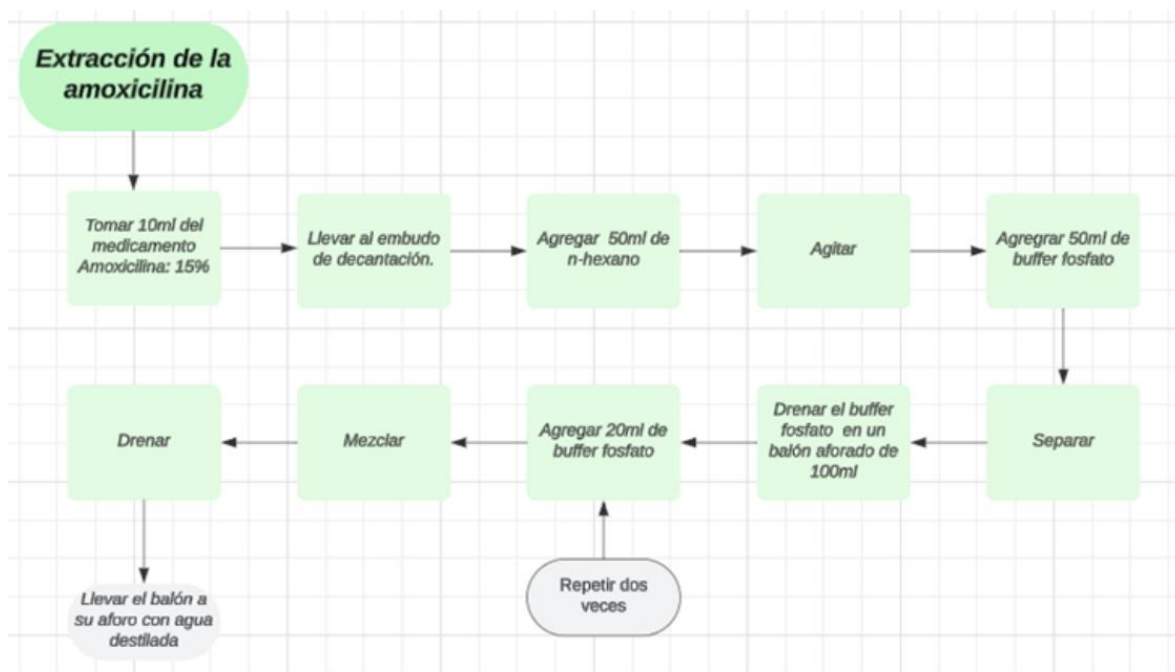 Extracción de la
amoxicilina
Tomar 10ml del
medicamento
Amoxicilina: 15%
Llevar al embudo
de decantación.
Agregar 50ml de
n-hexano
Agitar
Agregrar 50ml de
buffer fosfato
Separar
Drenar el buffer
fosfato en un
balón aforado de
100ml
Agregar 20ml de
buffer fosfato
Mezclar
Drenar
Repetir dos
veces
Llevar el balón a
su aforo con agua
destilada